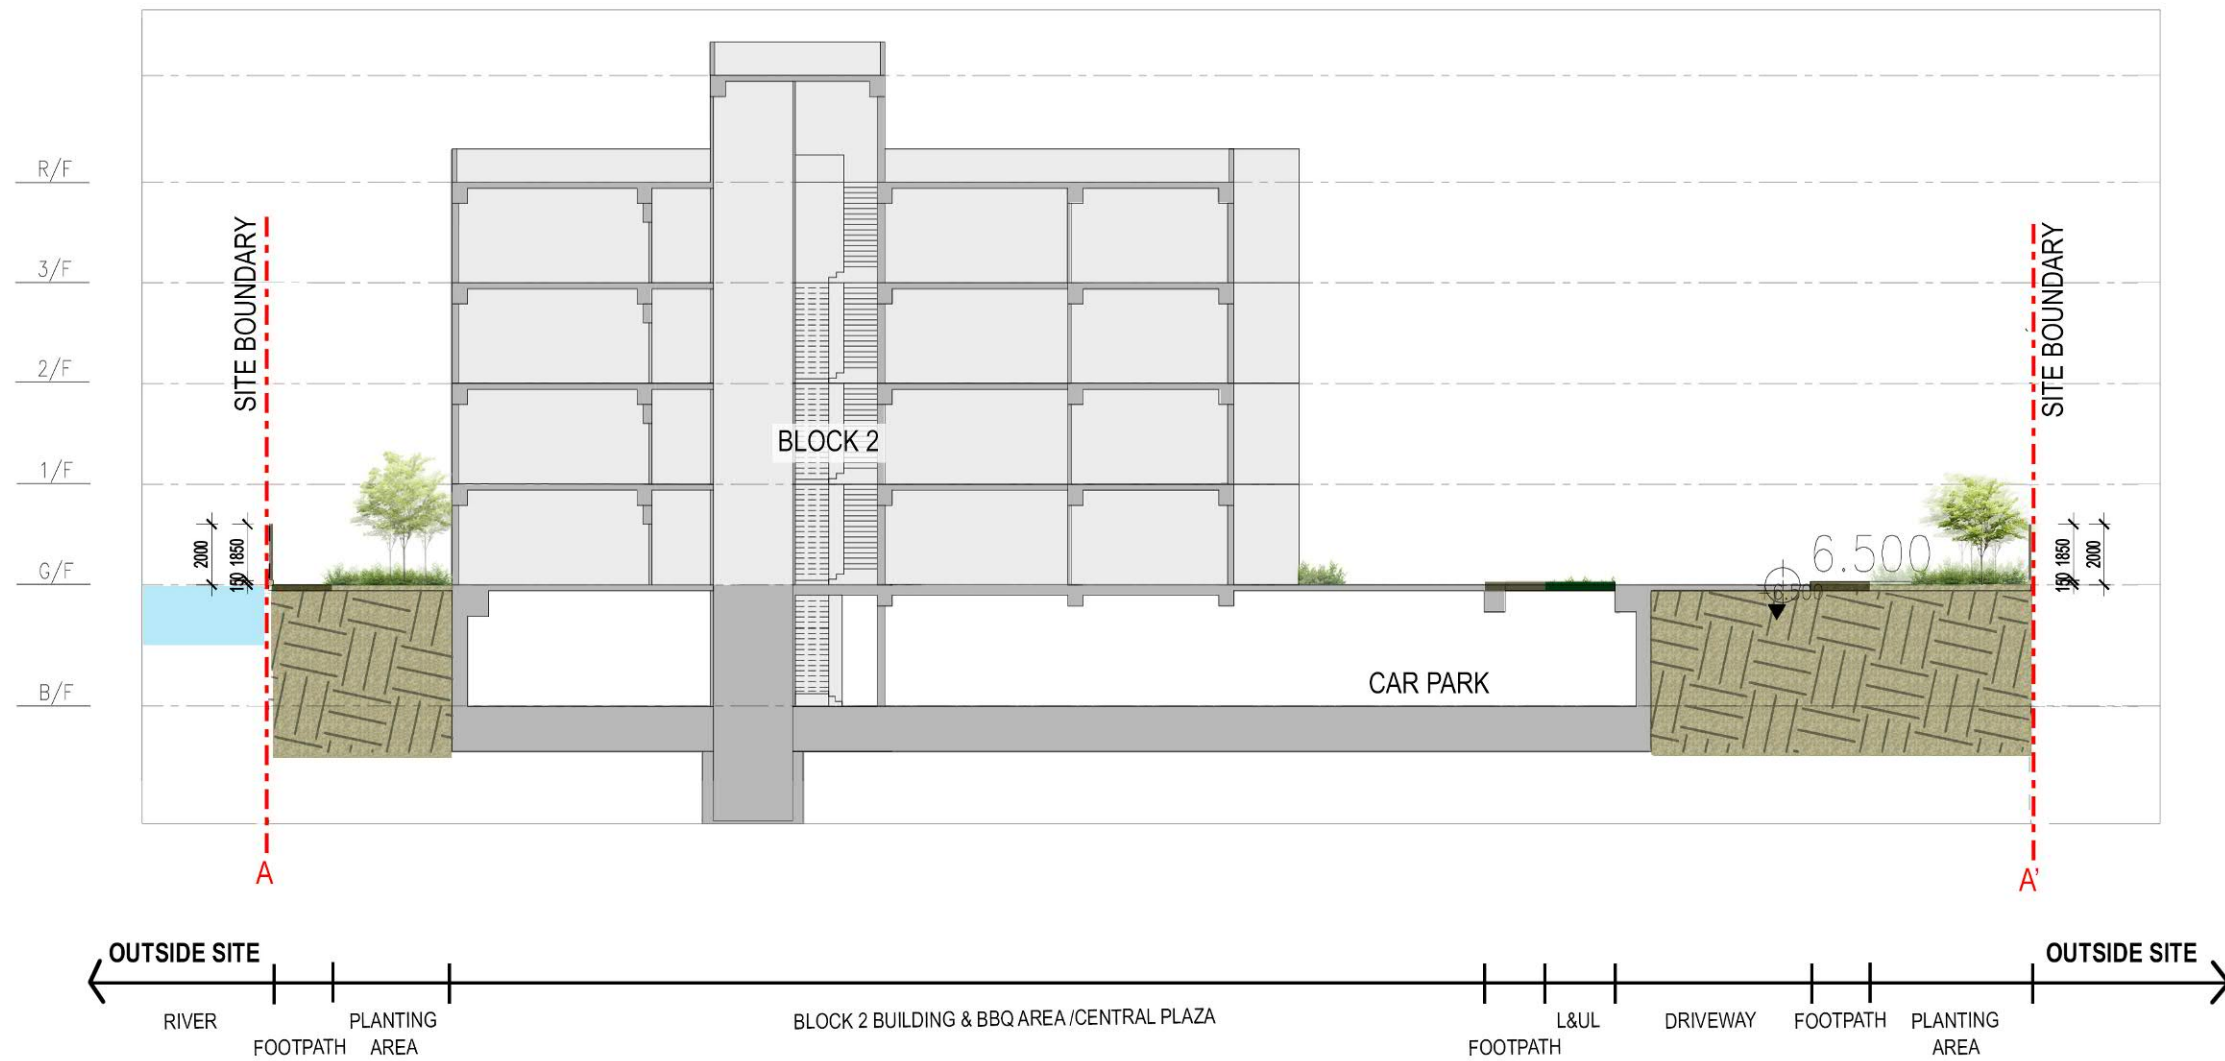 R/F
3/F
2/F
1/F
G/F
B/F
SITE BOUNDARY
SITE BOUNDARY
BLOCK 2
2000
150 1850
6.500
6.500
150 1850
2000
CAR PARK
A
A'
OUTSIDE SITE
OUTSIDE SITE
RIVER
FOOTPATH
PLANTING
AREA
BLOCK 2 BUILDING & BBQ AREA /CENTRAL PLAZA
FOOTPATH
L&UL
DRIVEWAY
FOOTPATH
PLANTING
AREA